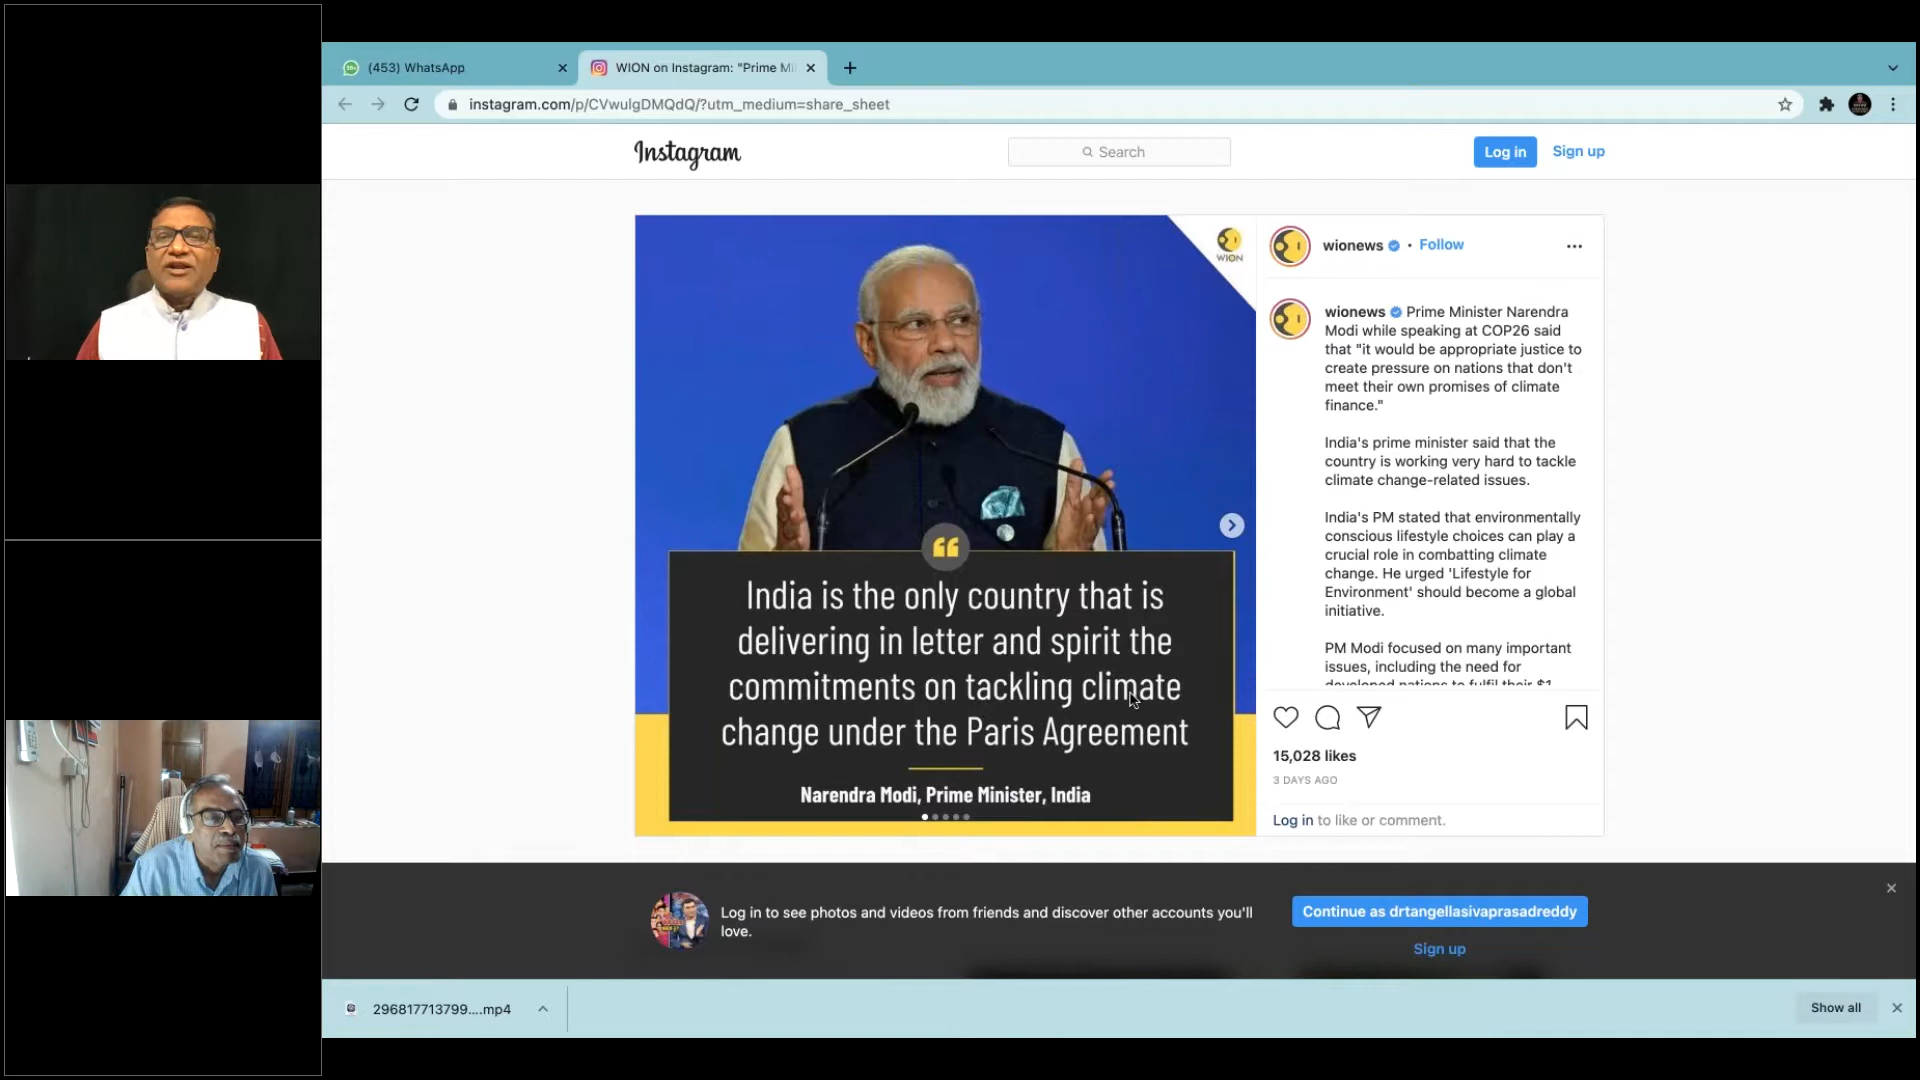 (453) WhatsApp
WION on Instagram: "Prime Mi
instagram.com/p/CVwulgDMQdQ/?utm_medium=share_sheet
Instagram
Search
Log in
Sign up
WION
wionews • Follow
wionews Prime Minister Narendra
Modi while speaking at COP26 said
that "it would be appropriate justice to
create pressure on nations that don't
meet their own promises of climate
finance."
India's prime minister said that the
country is working very hard to tackle
climate change-related issues.
India's PM stated that environmentally
conscious lifestyle choices can play a
crucial role in combatting climate
change. He urged 'Lifestyle for
Environment' should become a global
initiative.
PM Modi focused on many important
issues, including the need for
developed nations to fulfil their $1
India is the only country that is
delivering in letter and spirit the
commitments on tackling climate
change under the Paris Agreement
Narendra Modi, Prime Minister, India
15,028 likes
3 DAYS AGO
Log in to like or comment.
Log in to see photos and videos from friends and discover other accounts you'll
love.
Continue as drtangellasivaprasadreddy
Sign up
296817713799....mp4
Show all